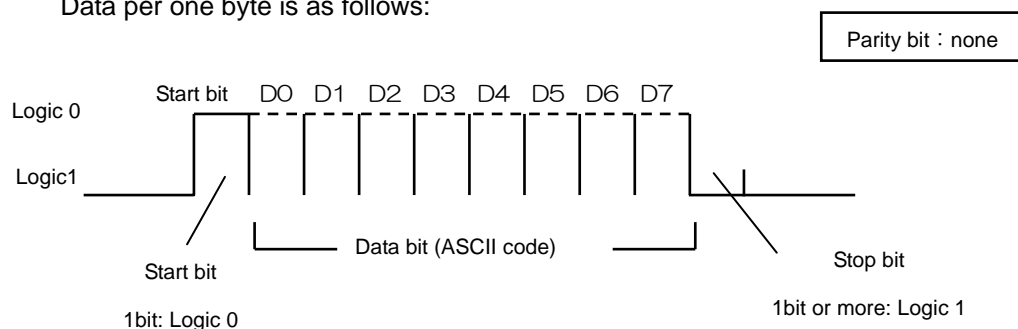 Data per one byte is as follows:
Parity bit：none
Start bit D0 D1 D2 D3 D4 D5 D6 D7
Logic 0
Logic1
Data bit (ASCII code)
Start bit
Stop bit
1bit: Logic 0
1bit or more: Logic 1